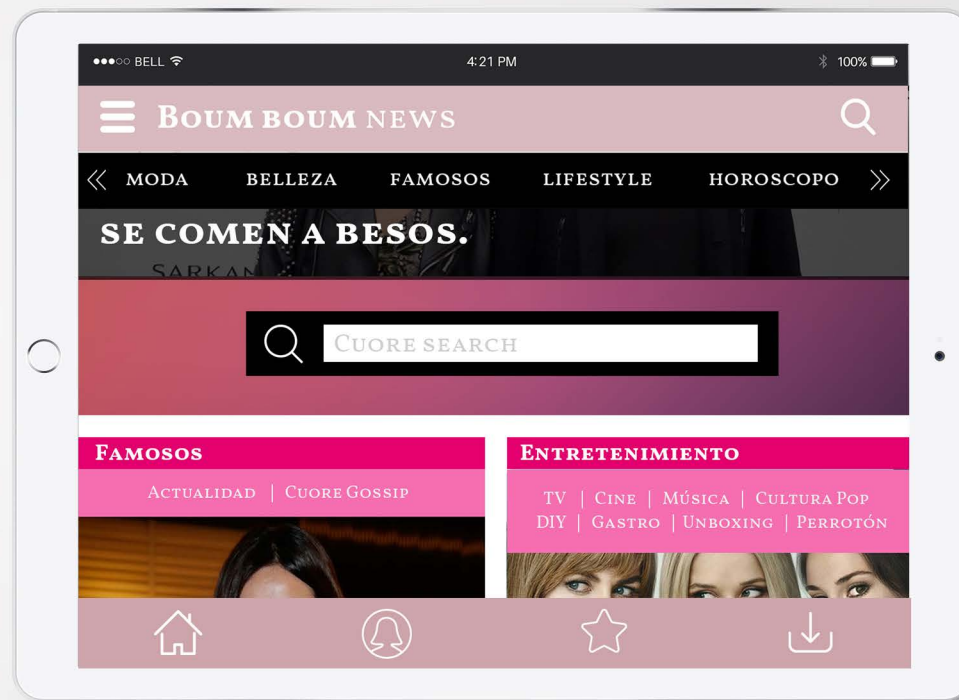 BELL 4:21 PM 100%
BOUM BOUM NEWS
MODA BELLEZA FAMOSOS LIFESTYLE HOROSCOPO
SE COMEN A BESOS.
SARKAN
CUORE SEARCH
FAMOSOS
ACTUALIDAD | CUORE GOSSIP
ENTRETENIMIENTO
TV | CINE | MÚSICA | CULTURA POP
DIY | GASTRO | UNBOXING | PERROTÓN